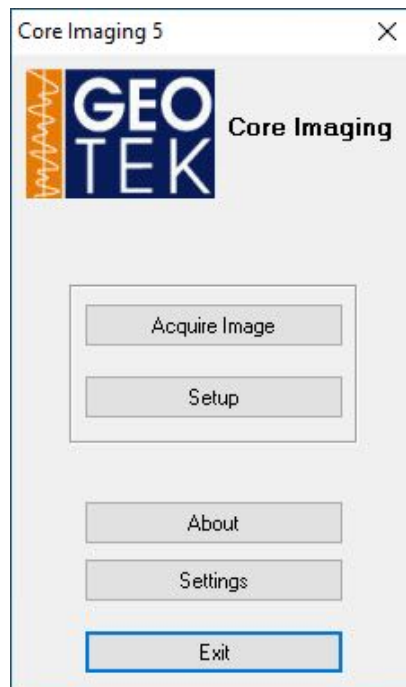 Core Imaging 5
GEO
TEK
Core Imaging
Acquire Image
Setup
About
Settings
Exit